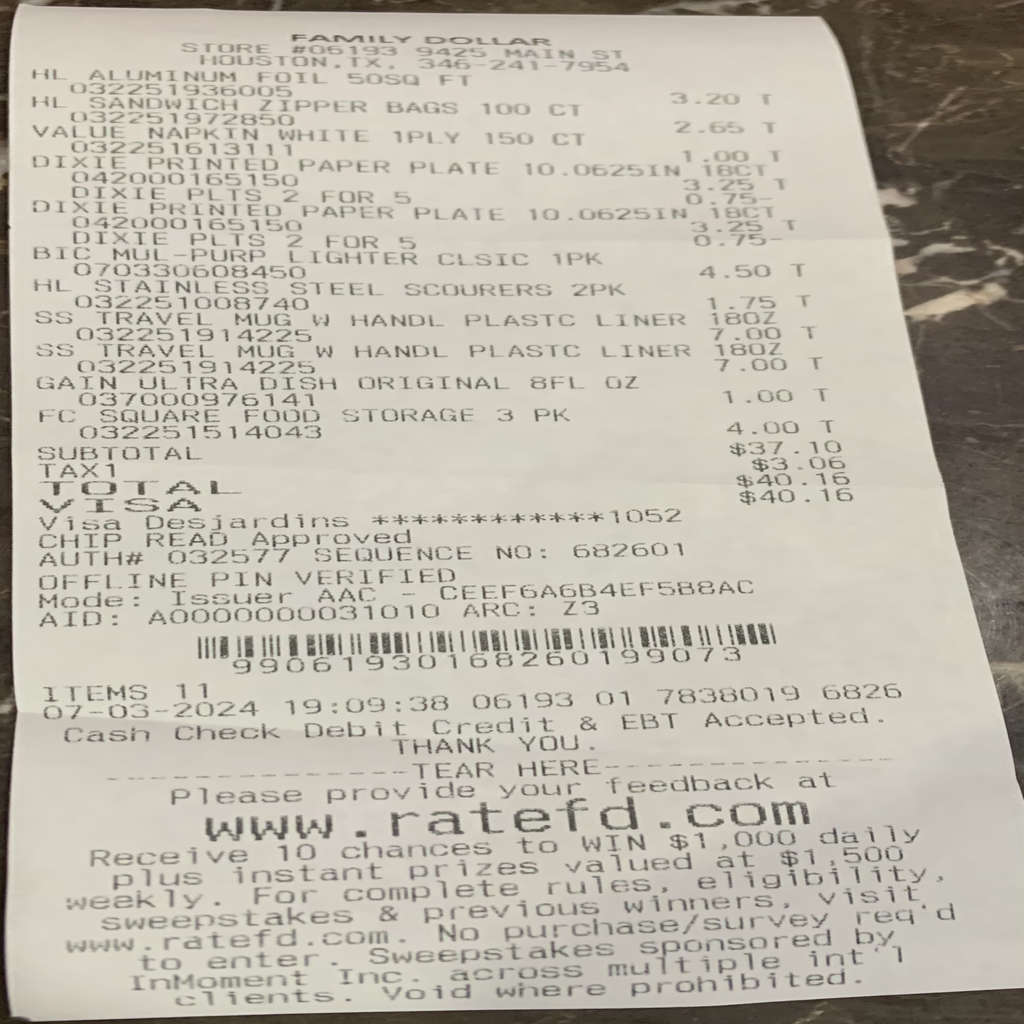 FAMILY DOLLAR
STORE #06193 9425 MAIN ST
HOUSTON,TX, 346-241-7954
HL ALUMINUM FOIL 50SQ FT
032251936005 3.20 T
HL SANDWICH ZIPPER BAGS 100 CT
032251972850 2.65 T
VALUE NAPKIN WHITE 1PLY 150 CT
032251613111 1.00 T
DIXIE PRINTED PAPER PLATE 10.0625IN 18CT
042000165150 3.25 T
DIXIE PLTS 2 FOR 5 0.75-
DIXIE PRINTED PAPER PLATE 10.0625IN 18CT
042000165150 3.25 T
DIXIE PLTS 2 FOR 5 0.75-
BIC MUL-PURP LIGHTER CLSIC 1PK
070330608450 4.50 T
HL STAINLESS STEEL SCOURERS 2PK
032251008740 1.75 T
SS TRAVEL MUG W HANDL PLASTC LINER 18OZ
032251914225 7.00 T
SS TRAVEL MUG W HANDL PLASTC LINER 18OZ
032251914225 7.00 T
GAIN ULTRA DISH ORIGINAL 8FL OZ
037000976141 1.00 T
FC SQUARE FOOD STORAGE 3 PK
032251514043 4.00 T
SUBTOTAL $37.10
TAX1 $3.06
TOTAL $40.16
VISA $40.16
Visa Desjardins ************1052
CHIP READ Approved
AUTH# 032577 SEQUENCE NO: 682601
OFFLINE PIN VERIFIED
Mode: Issuer AAC - CEEF6A6B4EF5B8AC
AID: A0000000031010 ARC: Z3
99061930168260199073
ITEMS 11
07-03-2024 19:09:38 06193 01 7838019 6826
Cash Check Debit Credit & EBT Accepted.
THANK YOU.
--------------TEAR HERE--------------
Please provide your feedback at
www.ratefd.com
Receive 10 chances to WIN $1,000 daily
plus instant prizes valued at $1,500
weekly. For complete rules, eligibility,
sweepstakes & previous winners, visit
www.ratefd.com. No purchase/survey req'd
to enter. Sweepstakes sponsored by
InMoment Inc. across multiple int'l
clients. Void where prohibited.